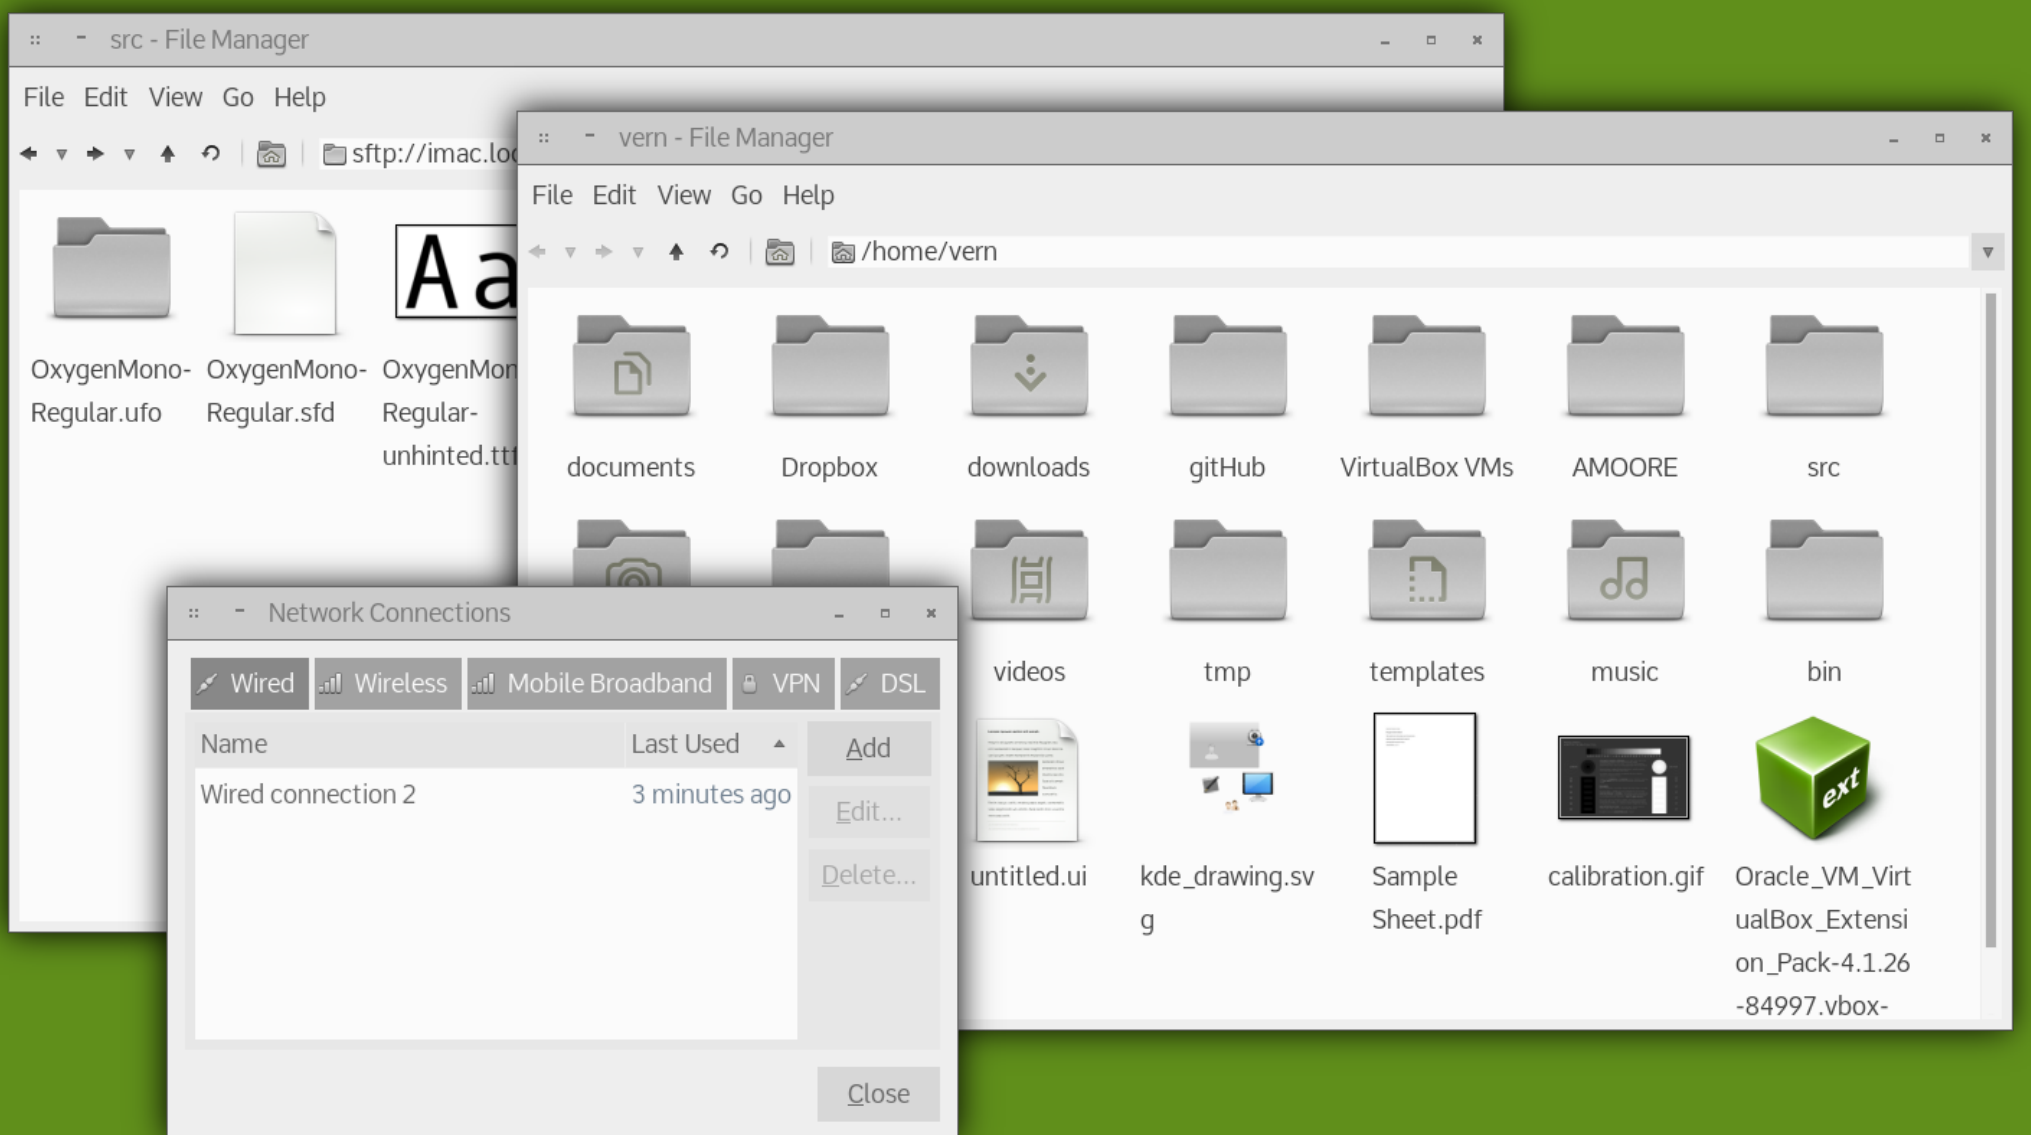 src - File Manager
File Edit View Go Help
sftp://imac.loc
OxygenMono-
Regular.ufo
OxygenMono-
Regular.sfd
Aa
OxygenMon
Regular-
unhinted.ttf
vern - File Manager
File Edit View Go Help
/home/vern
documents Dropbox downloads gitHub VirtualBox VMs AMOORE src
videos tmp templates music bin
untitled.ui
kde_drawing.sv
g
Sample
Sheet.pdf
calibration.gif
ext
Oracle_VM_Virt
ualBox_Extensi
on_Pack-4.1.26
-84997.vbox-
Network Connections
Wired Wireless Mobile Broadband VPN DSL
Name Last Used
Wired connection 2 3 minutes ago
Add
Edit...
Delete...
Close